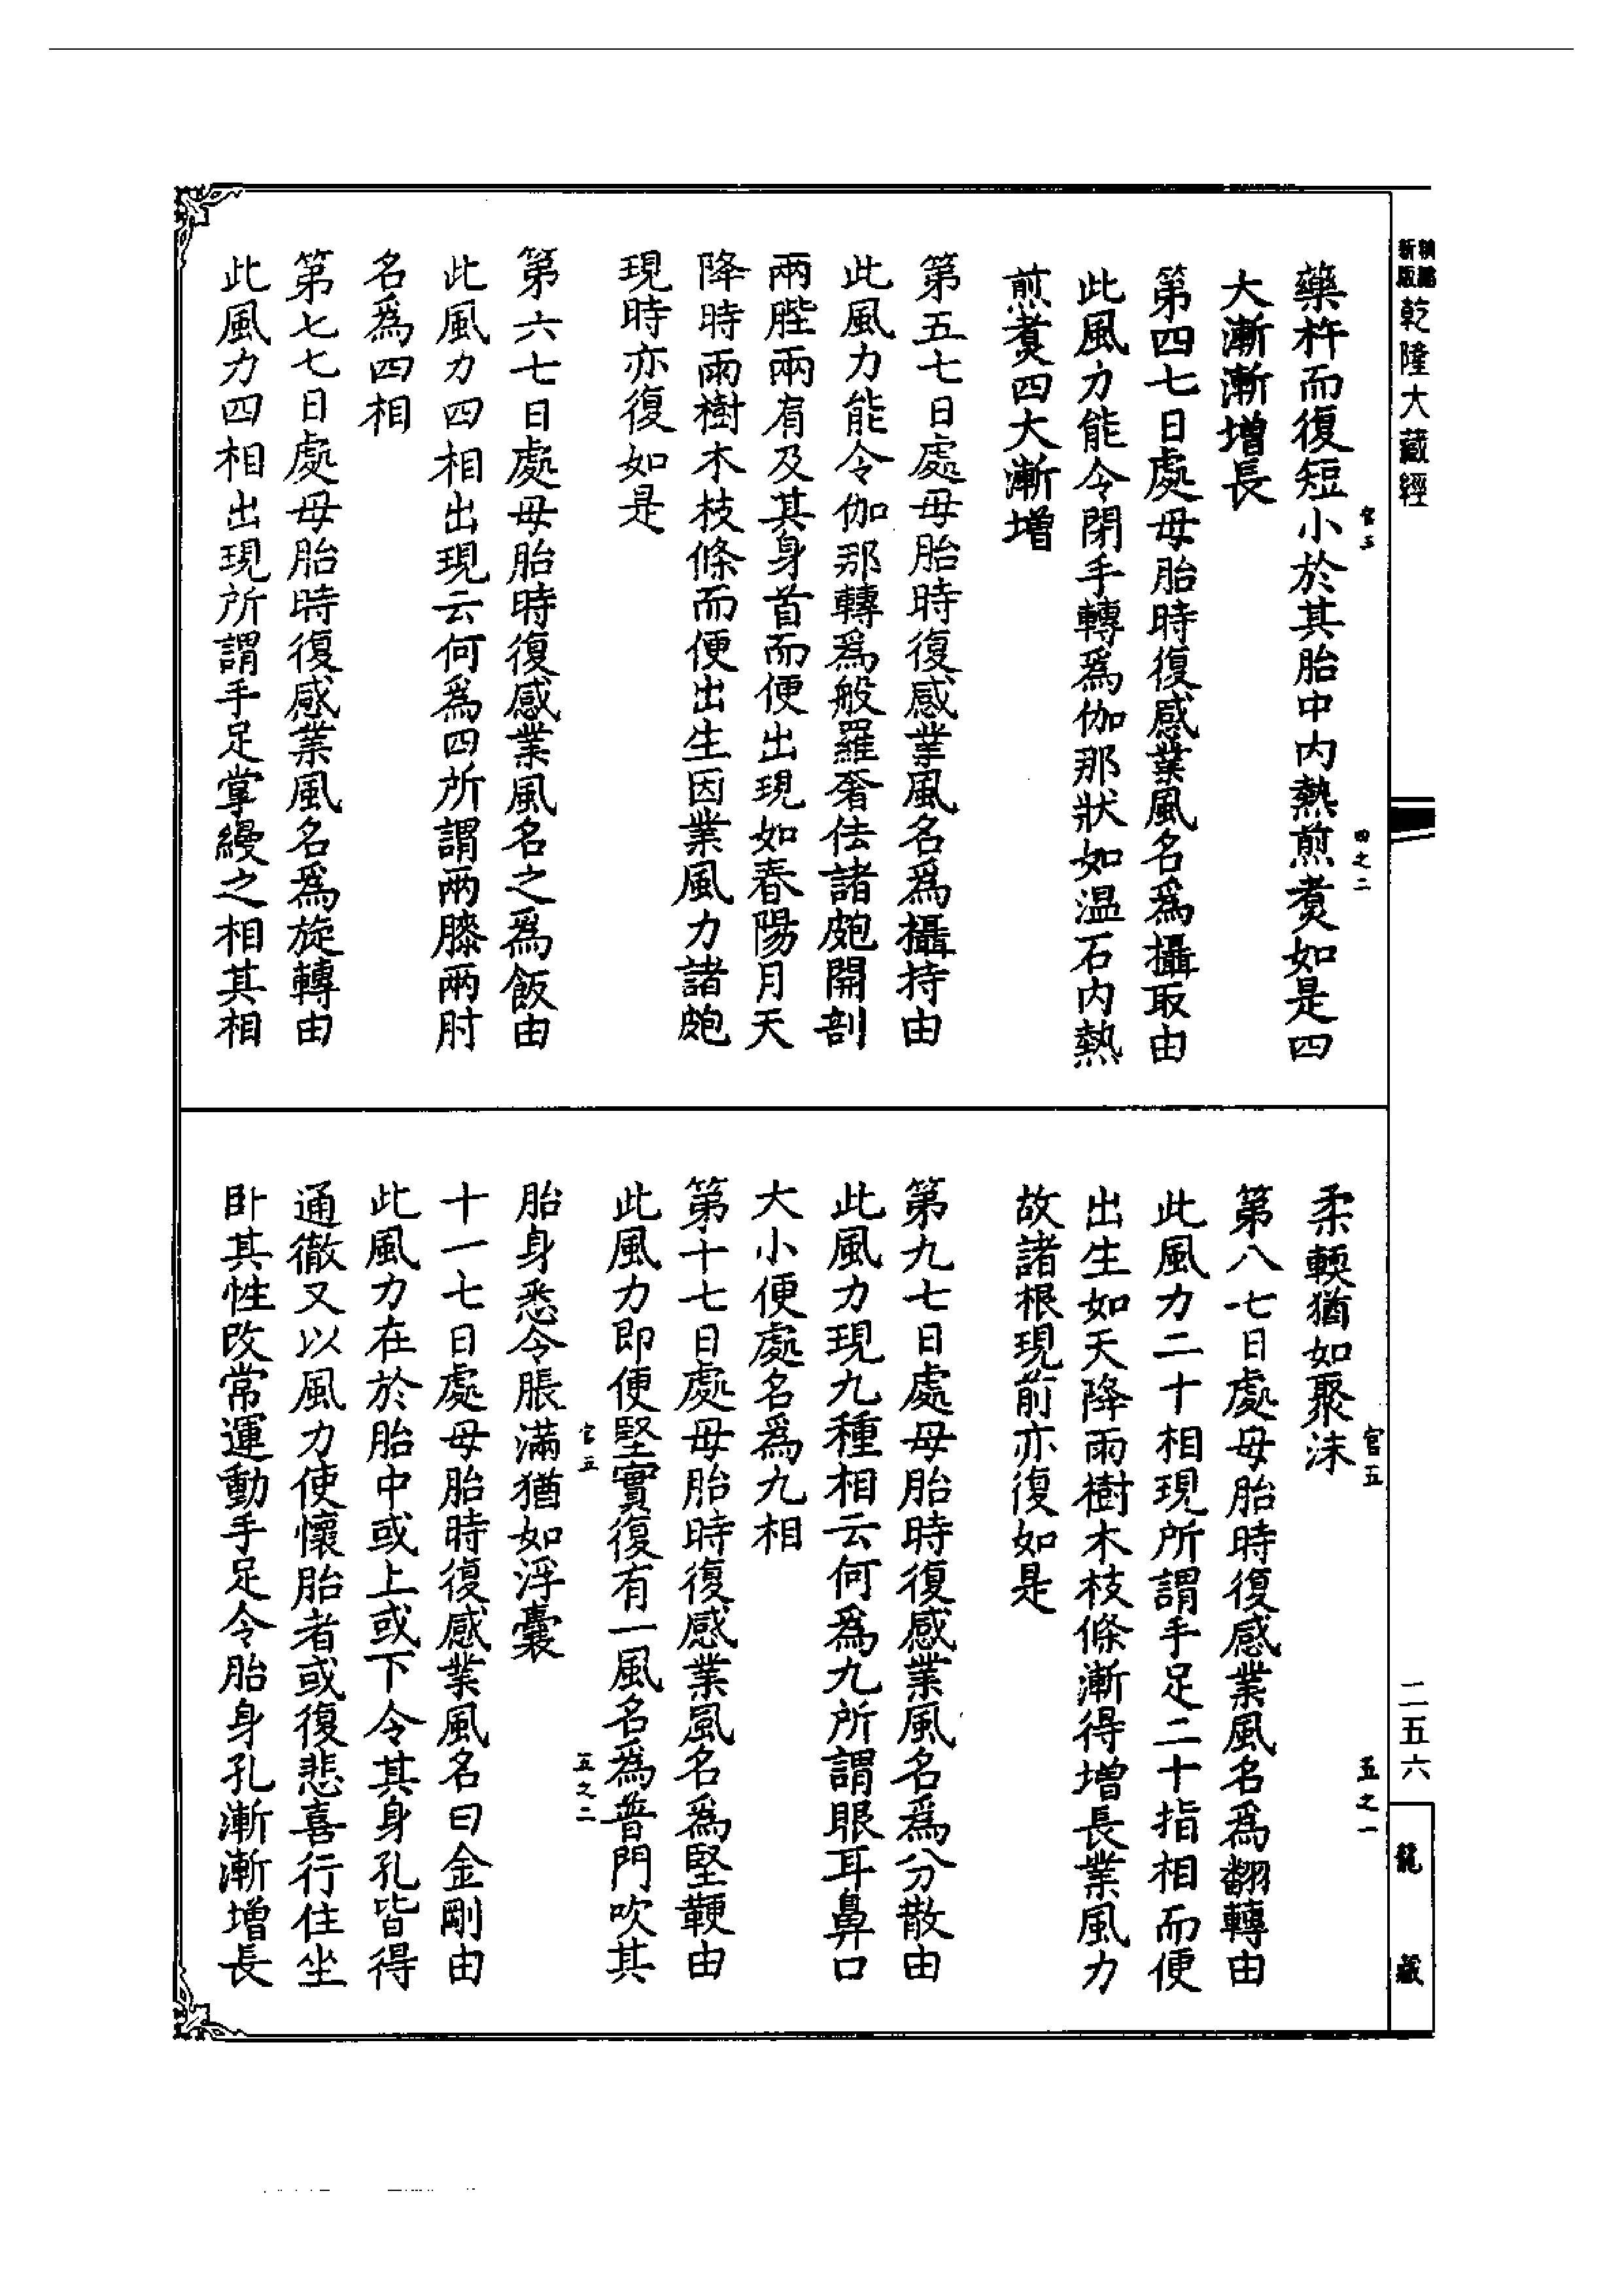 新版精縮
乾隆大藏經
藥杵而復短小於其胎中内熱煎煑如是四
大漸漸增長
第四七日處母胎時復感業風名爲攝取由
此風力能令閉手轉爲伽那狀如温石内熱
煎煑四大漸增
第五七日處母胎時復感業風名爲攝持由
此風力能令伽那轉爲般羅奢佉諸皰開剖
兩䏶兩有及其身首而便出現如春陽月天
降時雨樹木枝條而便出生因業風力諸皰
現時亦復如是
第六七日處母胎時復感業風名之爲飯由
此風力四相出現云何爲四所謂兩膝兩肘
名爲四相
第七七日處母胎時復感業風名爲旋轉由
此風力四相出現所謂手足掌縵之相其相
官五
四之二
柔輭猶如聚沫
第八七日處母胎時復感業風名爲翻轉由
此風力二十相現所謂手足二十指相而便
出生如天降雨樹木枝條漸得增長業風力
故諸根現前亦復如是
第九七日處母胎時復感業風名爲分散由
此風力現九種相云何爲九所謂眼耳鼻口
大小便處名爲九相
第十七日處母胎時復感業風名爲堅鞕由
此風力即便堅實復有一風名爲普門吹其
胎身悉令脹滿猶如浮囊
十一七日處母胎時復感業風名曰金剛由
此風力在於胎中或上或下令其身孔皆得
通徹又以風力使懷胎者或復悲喜行住坐
卧其性改常運動手足令胎身孔漸漸增長
官五
五之一
官五
五之二
二五六
龍藏